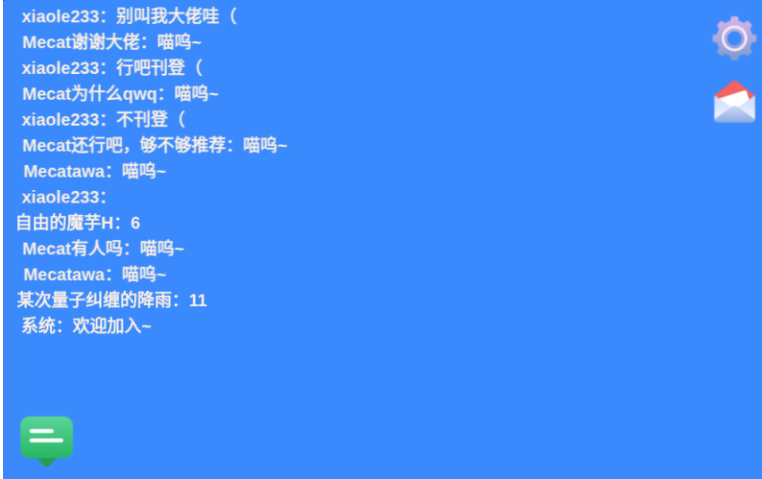 xiaole233：别叫我大佬哇（
Mecat谢谢大佬：喵呜~
xiaole233：行吧刊登（
Mecat为什么qwq：喵呜~
xiaole233：不刊登（
Mecat还行吧，够不够推荐：喵呜~
Mecatawa：喵呜~
xiaole233：
自由的魔芋H：6
Mecat有人吗：喵呜~
Mecatawa：喵呜~
某次量子纠缠的降雨：11
系统：欢迎加入~